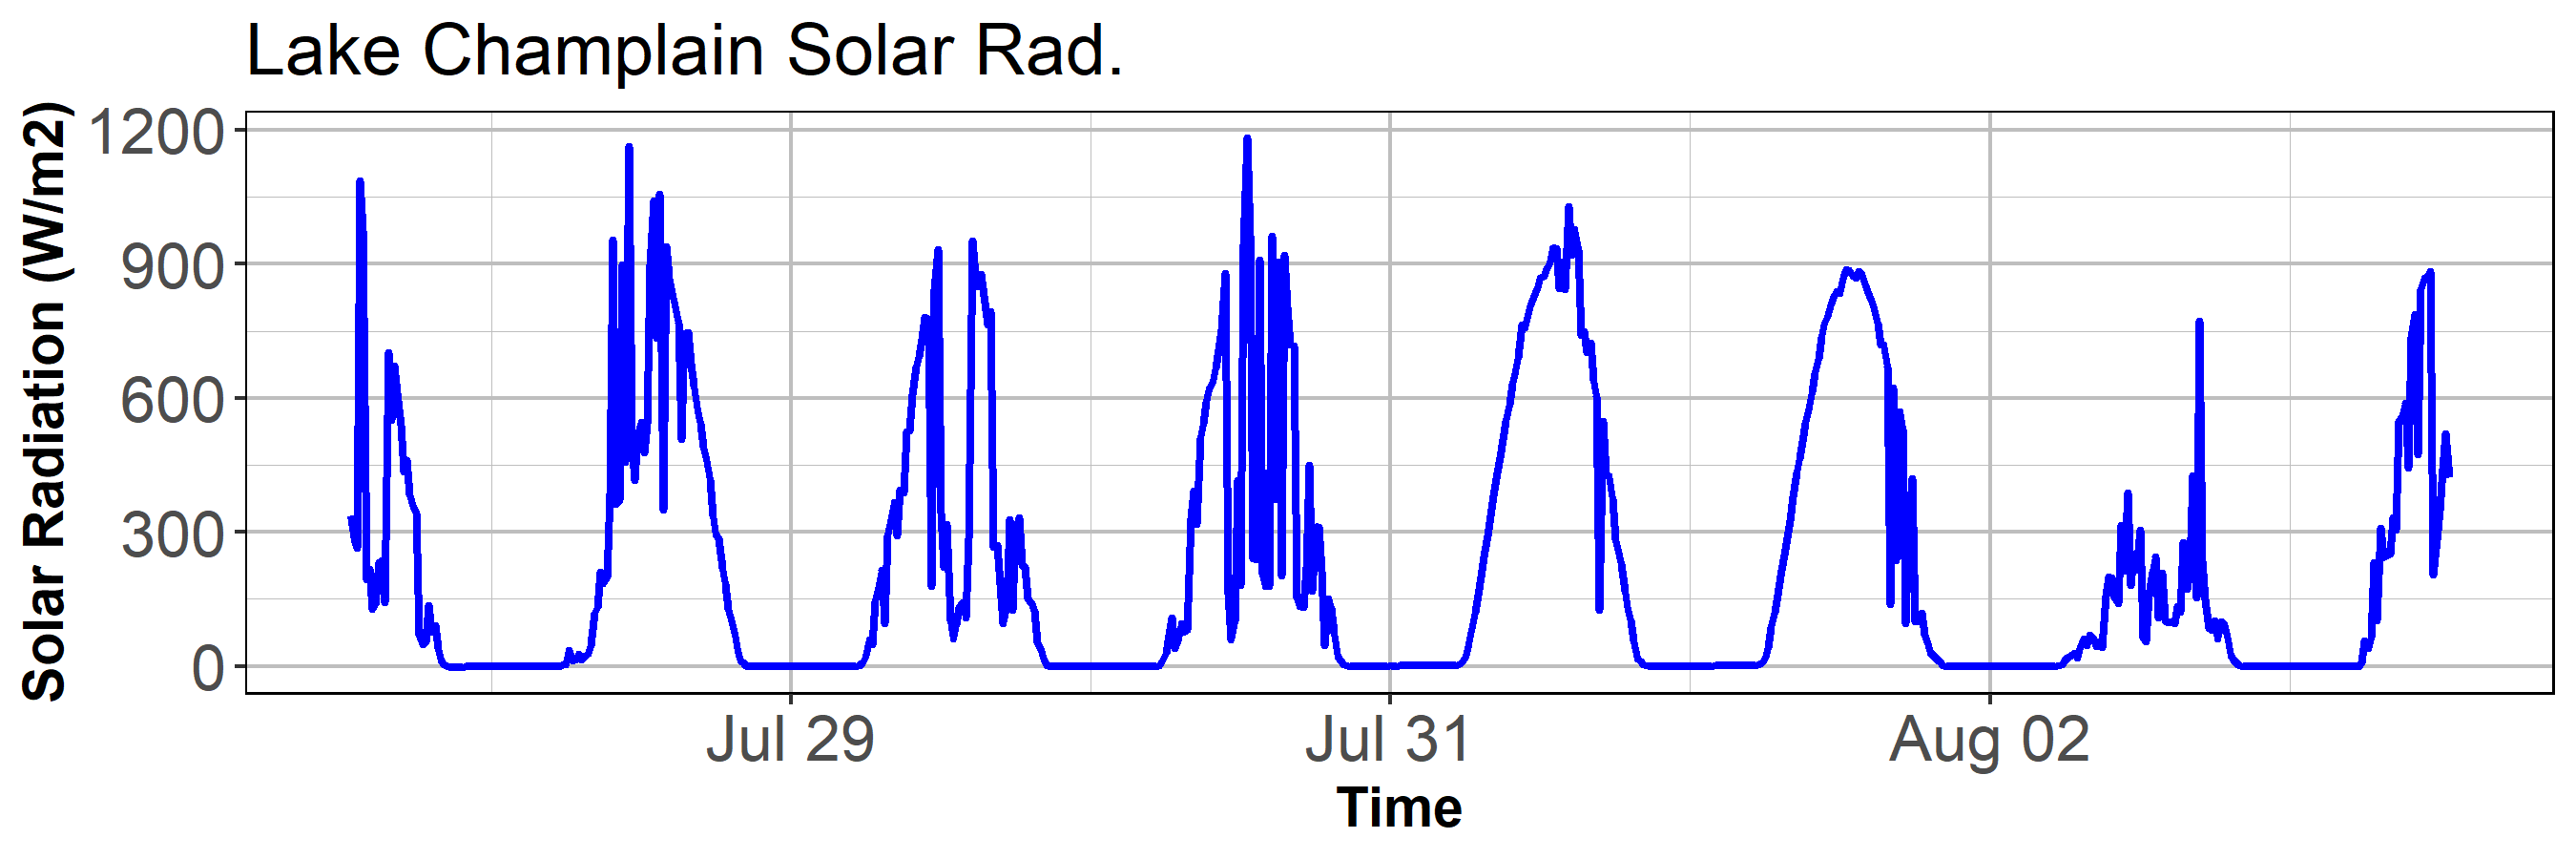 Lake Champlain Solar Rad.
Solar Radiation (W/m2)
1200
900
600
300
0
Jul 29
Jul 31
Aug 02
Time